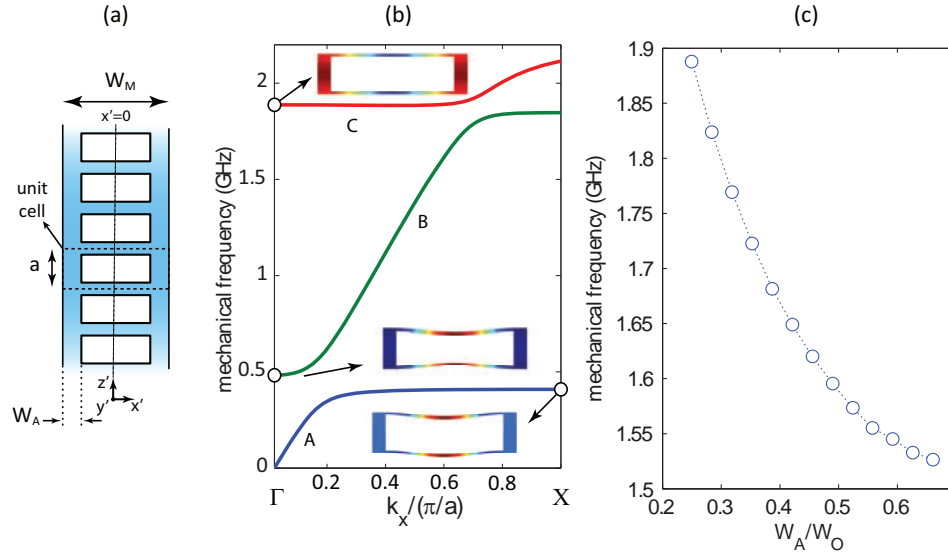 (a)
W_M
x'=0
unit
cell
a
z'
y'
x'
W_A
(b)
mechanical frequency (GHz)
2
1.5
1
0.5
0
C
B
A
Γ
0.2
0.4
0.6
0.8
X
k_x/(π/a)
(c)
mechanical frequency (GHz)
1.9
1.85
1.8
1.75
1.7
1.65
1.6
1.55
1.5
0.2
0.3
0.4
0.5
0.6
W_A/W_O